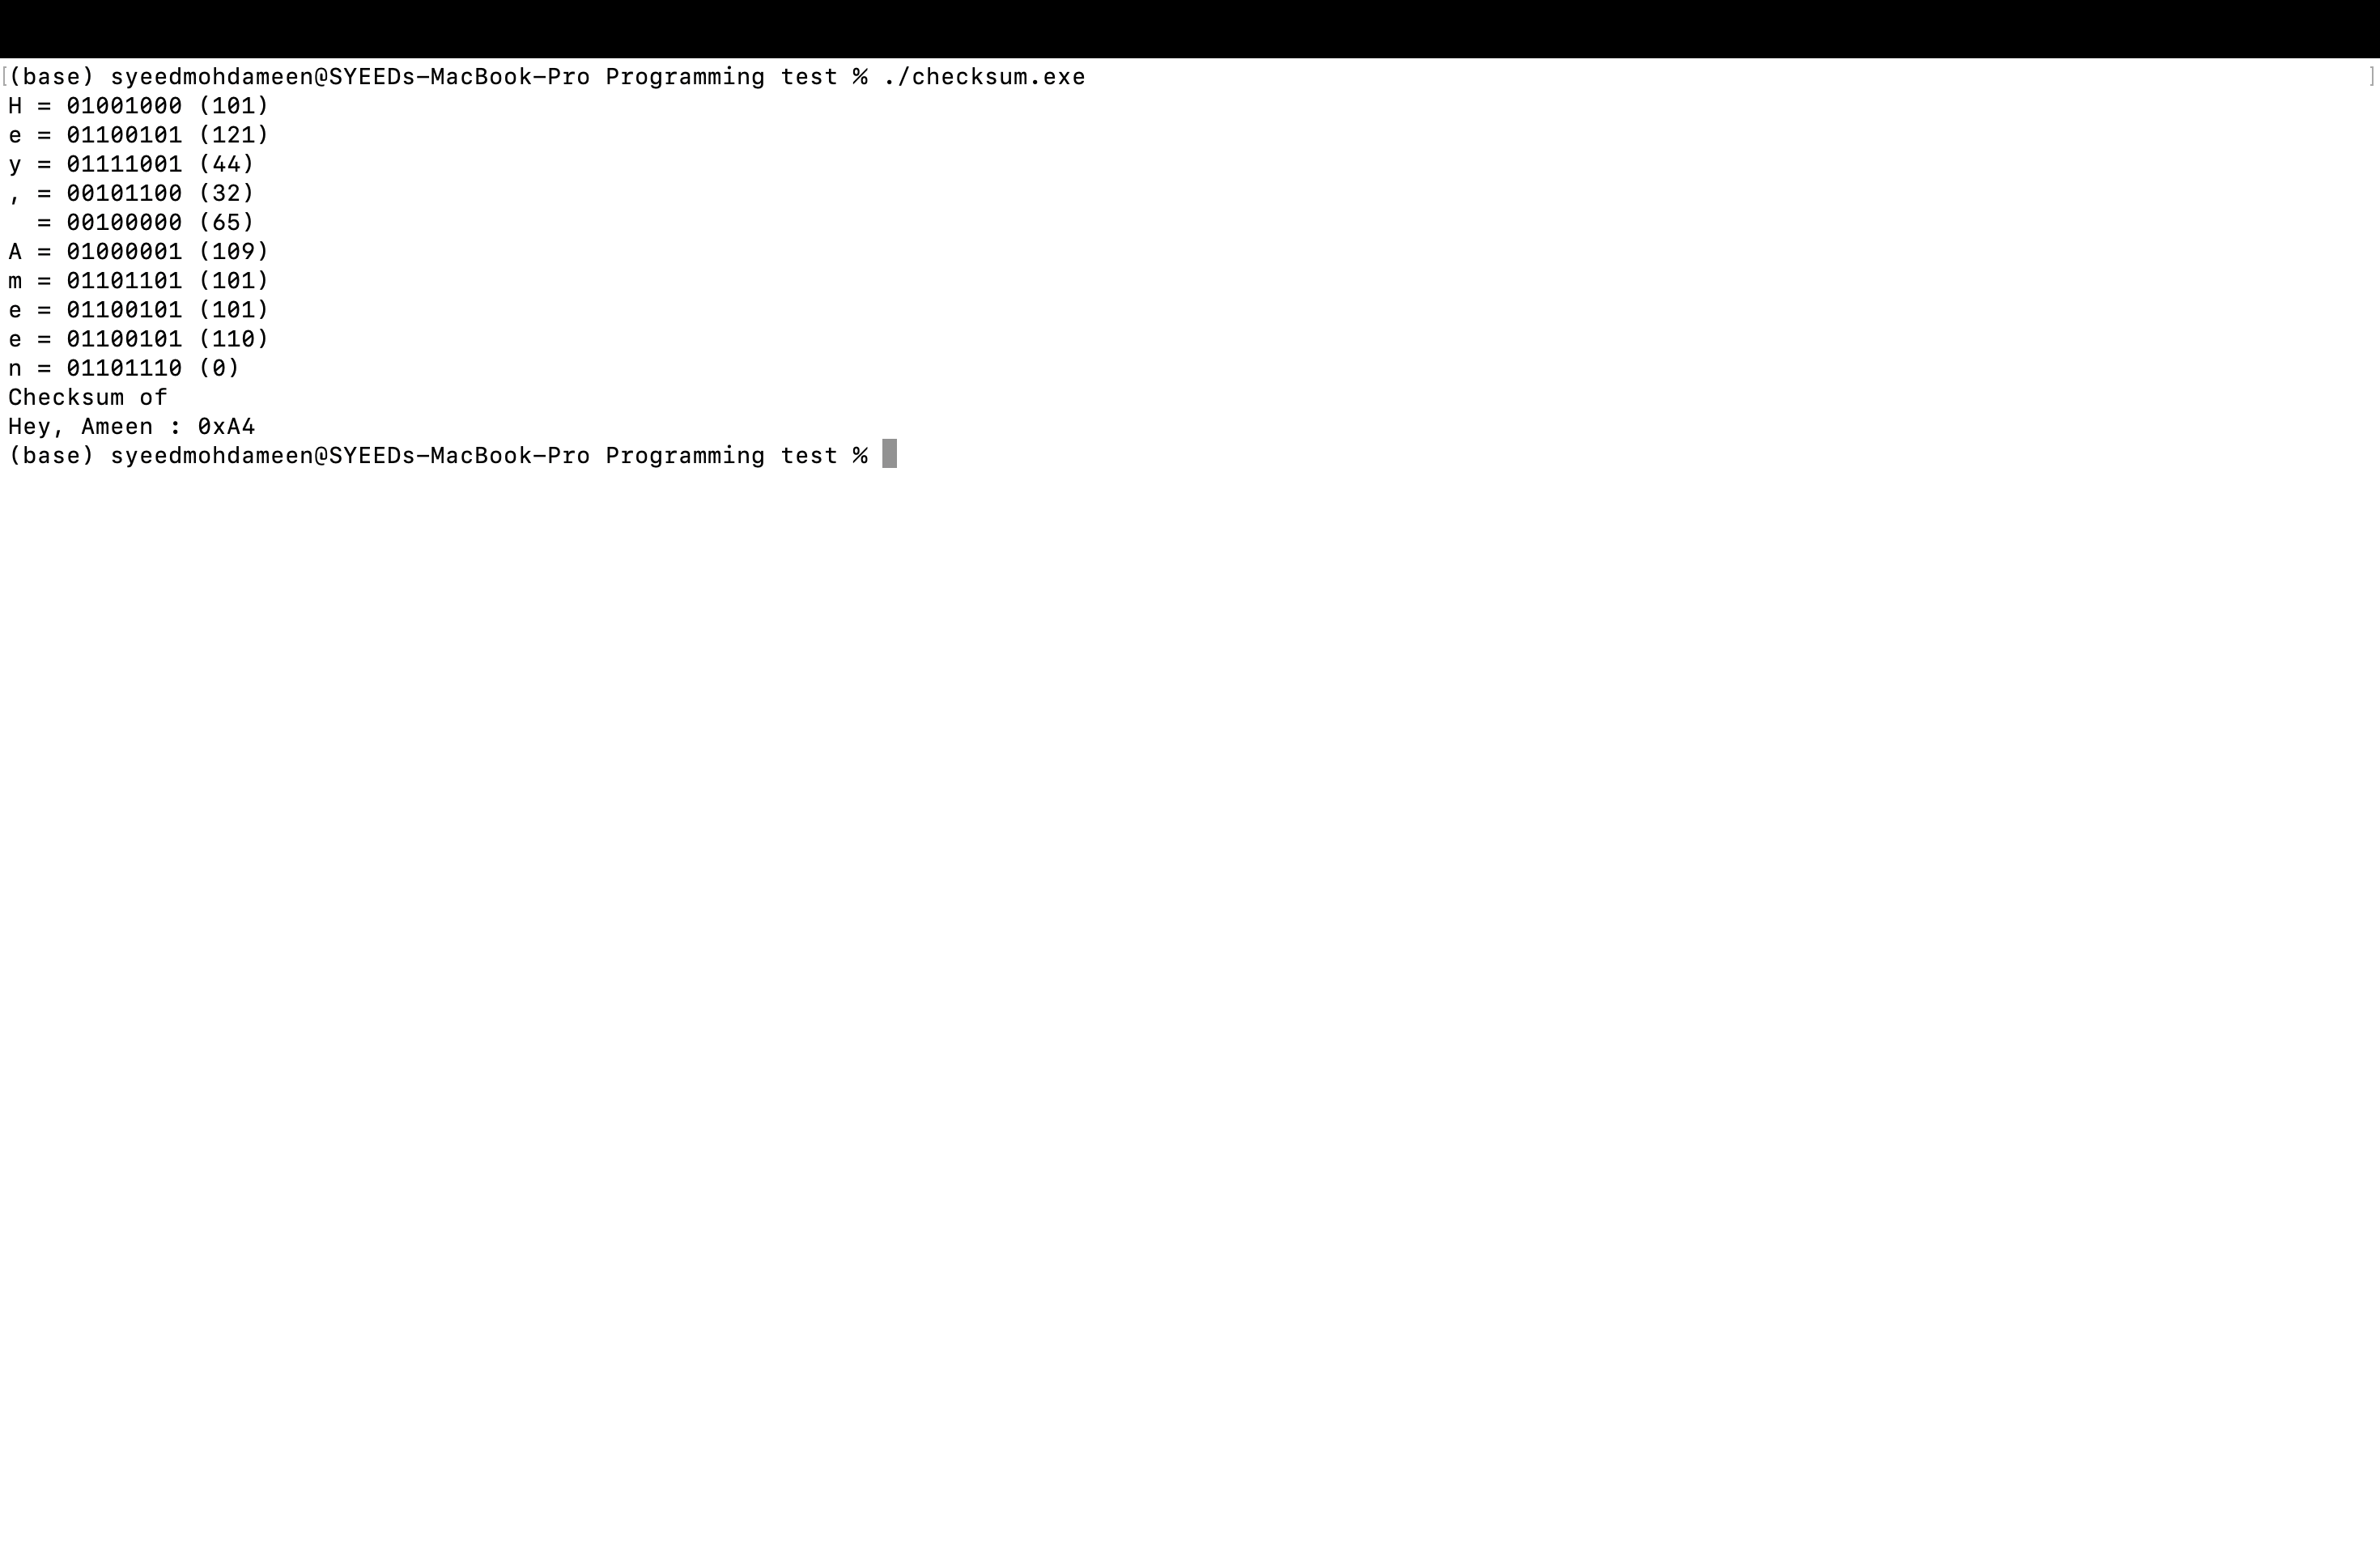 [(base) syeedmohdameen@SYEEDs-MacBook-Pro Programming test % ./checksum.exe ]
H = 01001000 (101)
e = 01100101 (121)
y = 01111001 (44)
, = 00101100 (32)
  = 00100000 (65)
A = 01000001 (109)
m = 01101101 (101)
e = 01100101 (101)
e = 01100101 (110)
n = 01101110 (0)
Checksum of
Hey, Ameen : 0xA4
(base) syeedmohdameen@SYEEDs-MacBook-Pro Programming test %